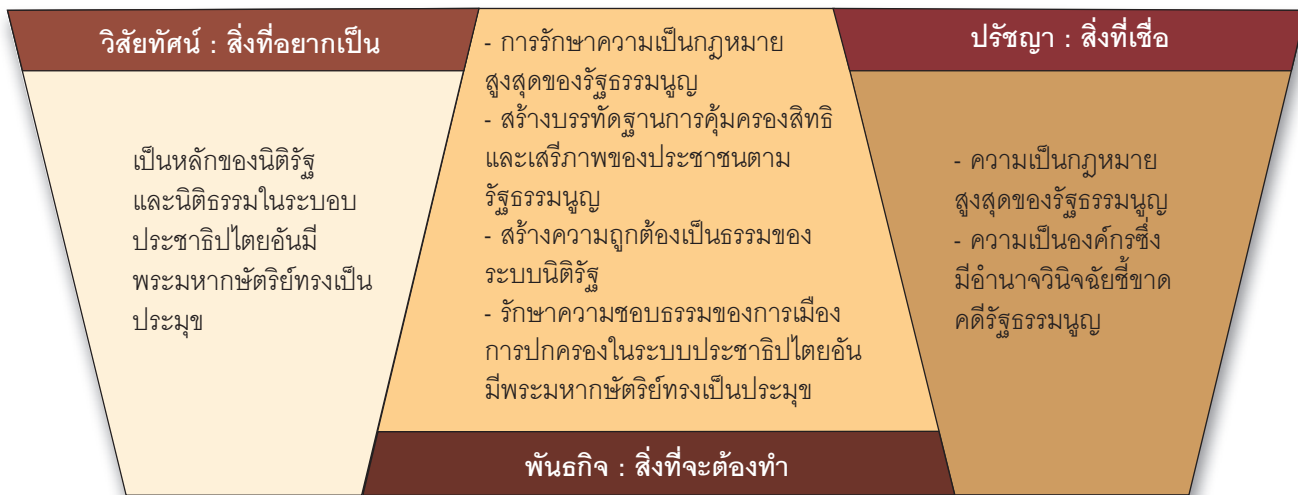 วิสัยทัศน์ : สิ่งที่อยากเป็น
เป็นหลักของนิติรัฐ
และนิติธรรมในระบอบ
ประชาธิปไตยอันมี
พระมหากษัตริย์ทรงเป็น
ประมุข
- การรักษาความเป็นกฎหมาย
สูงสุดของรัฐธรรมนูญ
- สร้างบรรทัดฐานการคุ้มครองสิทธิ
และเสรีภาพของประชาชนตาม
รัฐธรรมนูญ
- สร้างความถูกต้องเป็นธรรมของ
ระบบนิติรัฐ
- รักษาความชอบธรรมของการเมือง
การปกครองในระบบประชาธิปไตยอัน
มีพระมหากษัตริย์ทรงเป็นประมุข
พันธกิจ : สิ่งที่จะต้องทำ
ปรัชญา : สิ่งที่เชื่อ
- ความเป็นกฎหมาย
สูงสุดของรัฐธรรมนูญ
- ความเป็นองค์กรซึ่ง
มีอำนาจวินิจฉัยชี้ขาด
คดีรัฐธรรมนูญ